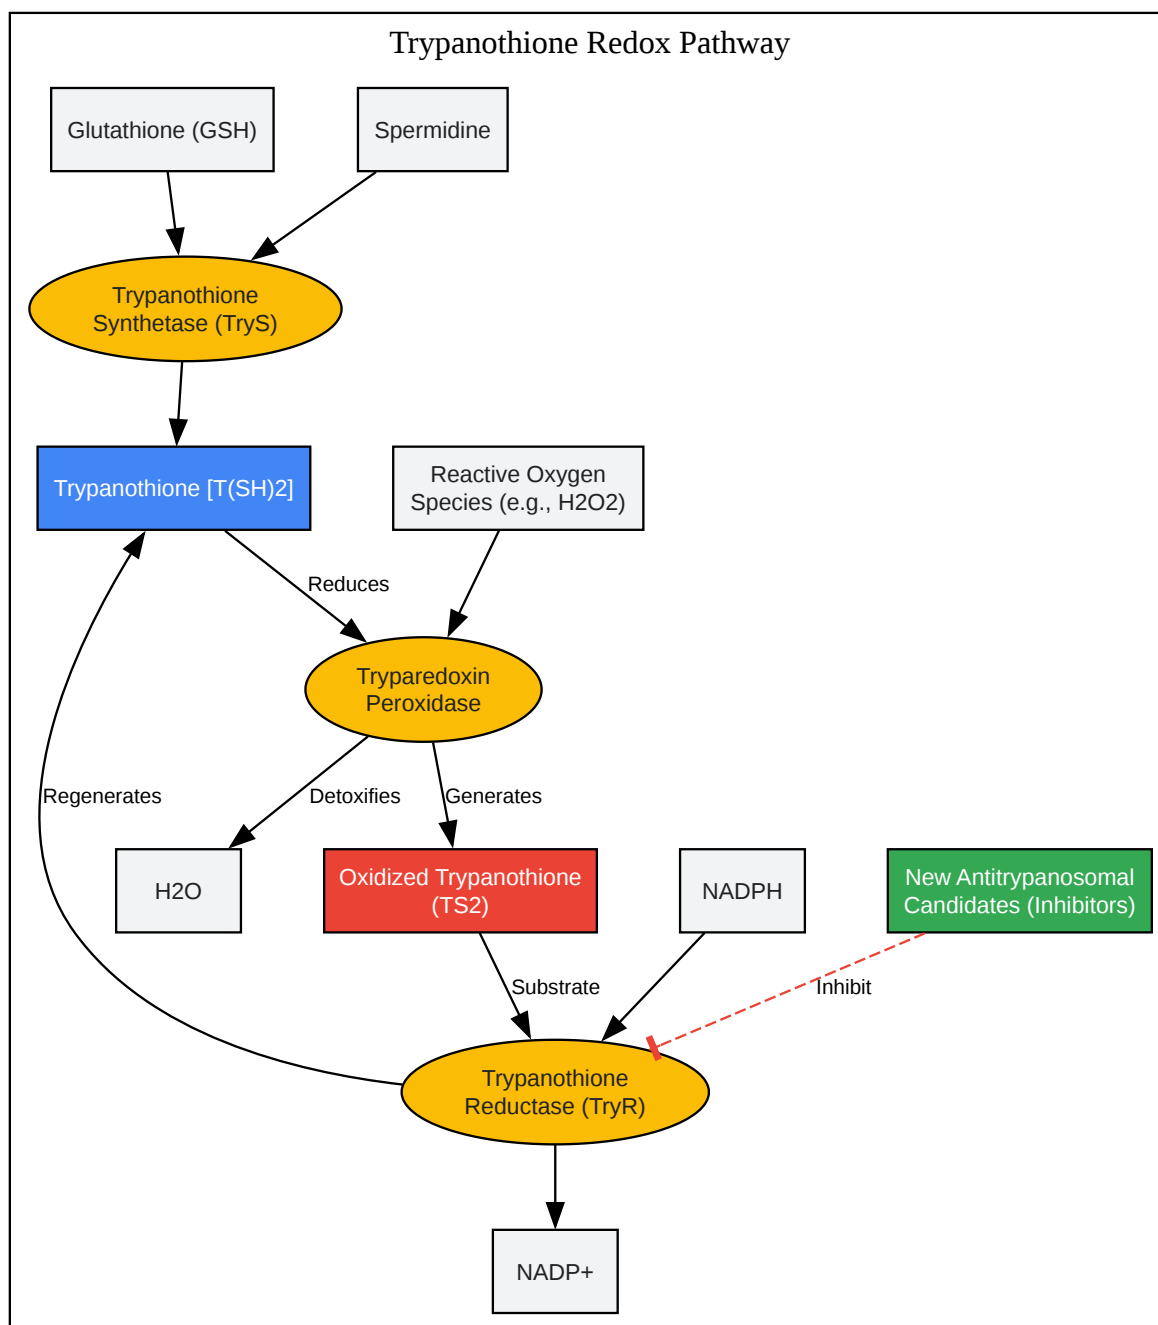 Trypanothione Redox Pathway
Glutathione (GSH)
Spermidine
Trypanothione
Synthetase (TryS)
Trypanothione [T(SH)2]
Reactive Oxygen
Species (e.g., H2O2)
Reduces
Tryparedoxin
Peroxidase
Regenerates
Detoxifies
Generates
H2O
Oxidized Trypanothione
(TS2)
NADPH
New Antitrypanosomal
Candidates (Inhibitors)
Substrate
Inhibit
Trypanothione
Reductase (TryR)
NADP+